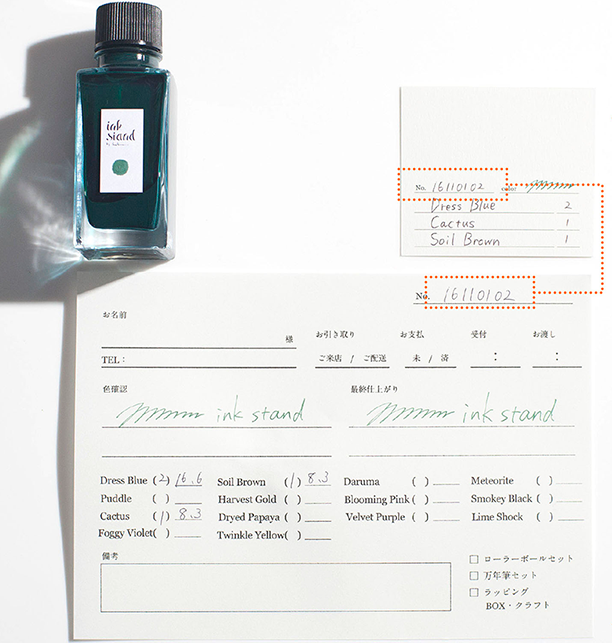 ink
stand
No. 16110102 color:
Dress Blue 2
Cactus 1
Soil Brown 1
No. 16110102
お名前
様
お引き取り お支払 受付 お渡し
TEL: ご来店 / ご配送 未 / 済 : :
色確認 最終仕上がり
ink stand ink stand
Dress Blue (2) 16.6 Soil Brown (1) 8.3 Daruma ( ) Meteorite ( )
Puddle ( ) Harvest Gold ( ) Blooming Pink ( ) Smokey Black ( )
Cactus (1) 8.3 Dryed Papaya ( ) Velvet Purple ( ) Lime Shock ( )
Foggy Violet ( ) Twinkle Yellow ( )
備考
□ ローラーボールセット
□ 万年筆セット
□ ラッピング
BOX・クラフト